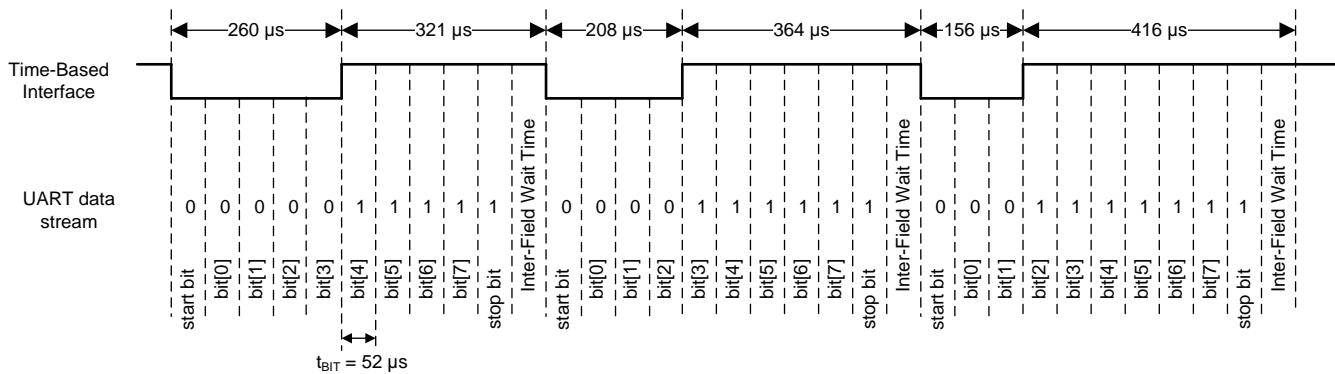 260 µs
321 µs
208 µs
364 µs
156 µs
416 µs
Time-Based
Interface
UART data
stream
0 0 0 0 0 1 1 1 1 1 Inter-Field Wait Time 0 0 0 0 1 1 1 1 1 1 Inter-Field Wait Time 0 0 0 1 1 1 1 1 1 1 Inter-Field Wait Time
start bit
bit[0]
bit[1]
bit[2]
bit[3]
bit[4]
bit[5]
bit[6]
bit[7]
stop bit
start bit
bit[0]
bit[1]
bit[2]
bit[3]
bit[4]
bit[5]
bit[6]
bit[7]
stop bit
start bit
bit[0]
bit[1]
bit[2]
bit[3]
bit[4]
bit[5]
bit[6]
bit[7]
stop bit
tBIT = 52 µs